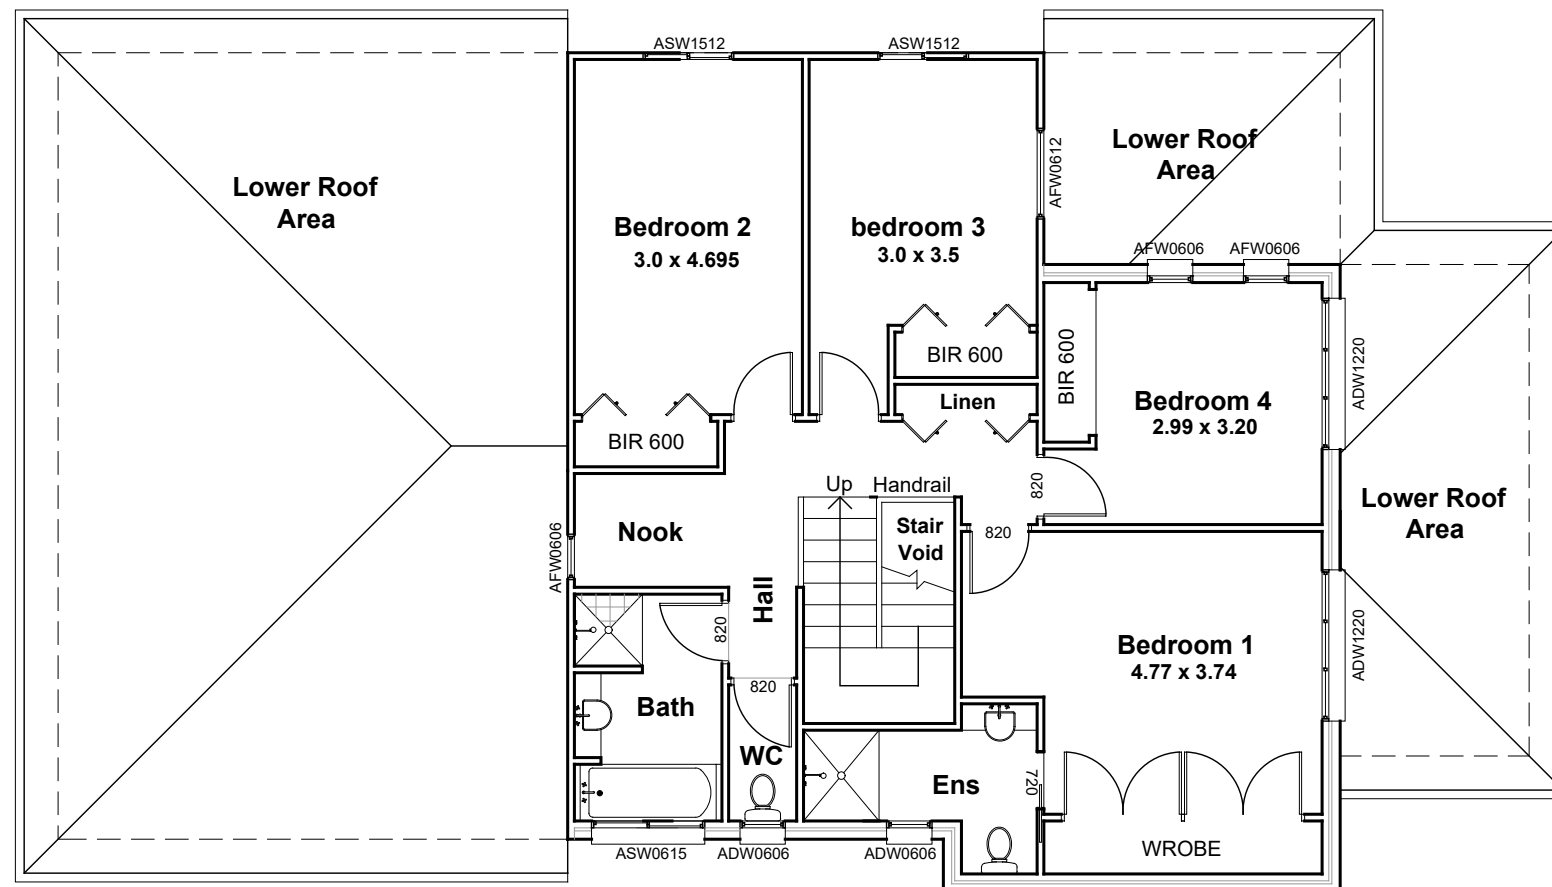 ASW1512
ASW1512
Lower Roof
Area
Lower Roof
Area
AFW0612
Bedroom 2
3.0 x 4.695
bedroom 3
3.0 x 3.5
AFW0606
AFW0606
BIR 600
BIR 600
ADW1220
Linen
Bedroom 4
2.99 x 3.20
BIR 600
Up
Handrail
820
Lower Roof
Area
Nook
Stair
Void
820
AFW0606
Hall
820
Bedroom 1
4.77 x 3.74
ADW1220
820
Bath
WC
Ens
720
WROBE
ASW0615
ADW0606
ADW0606